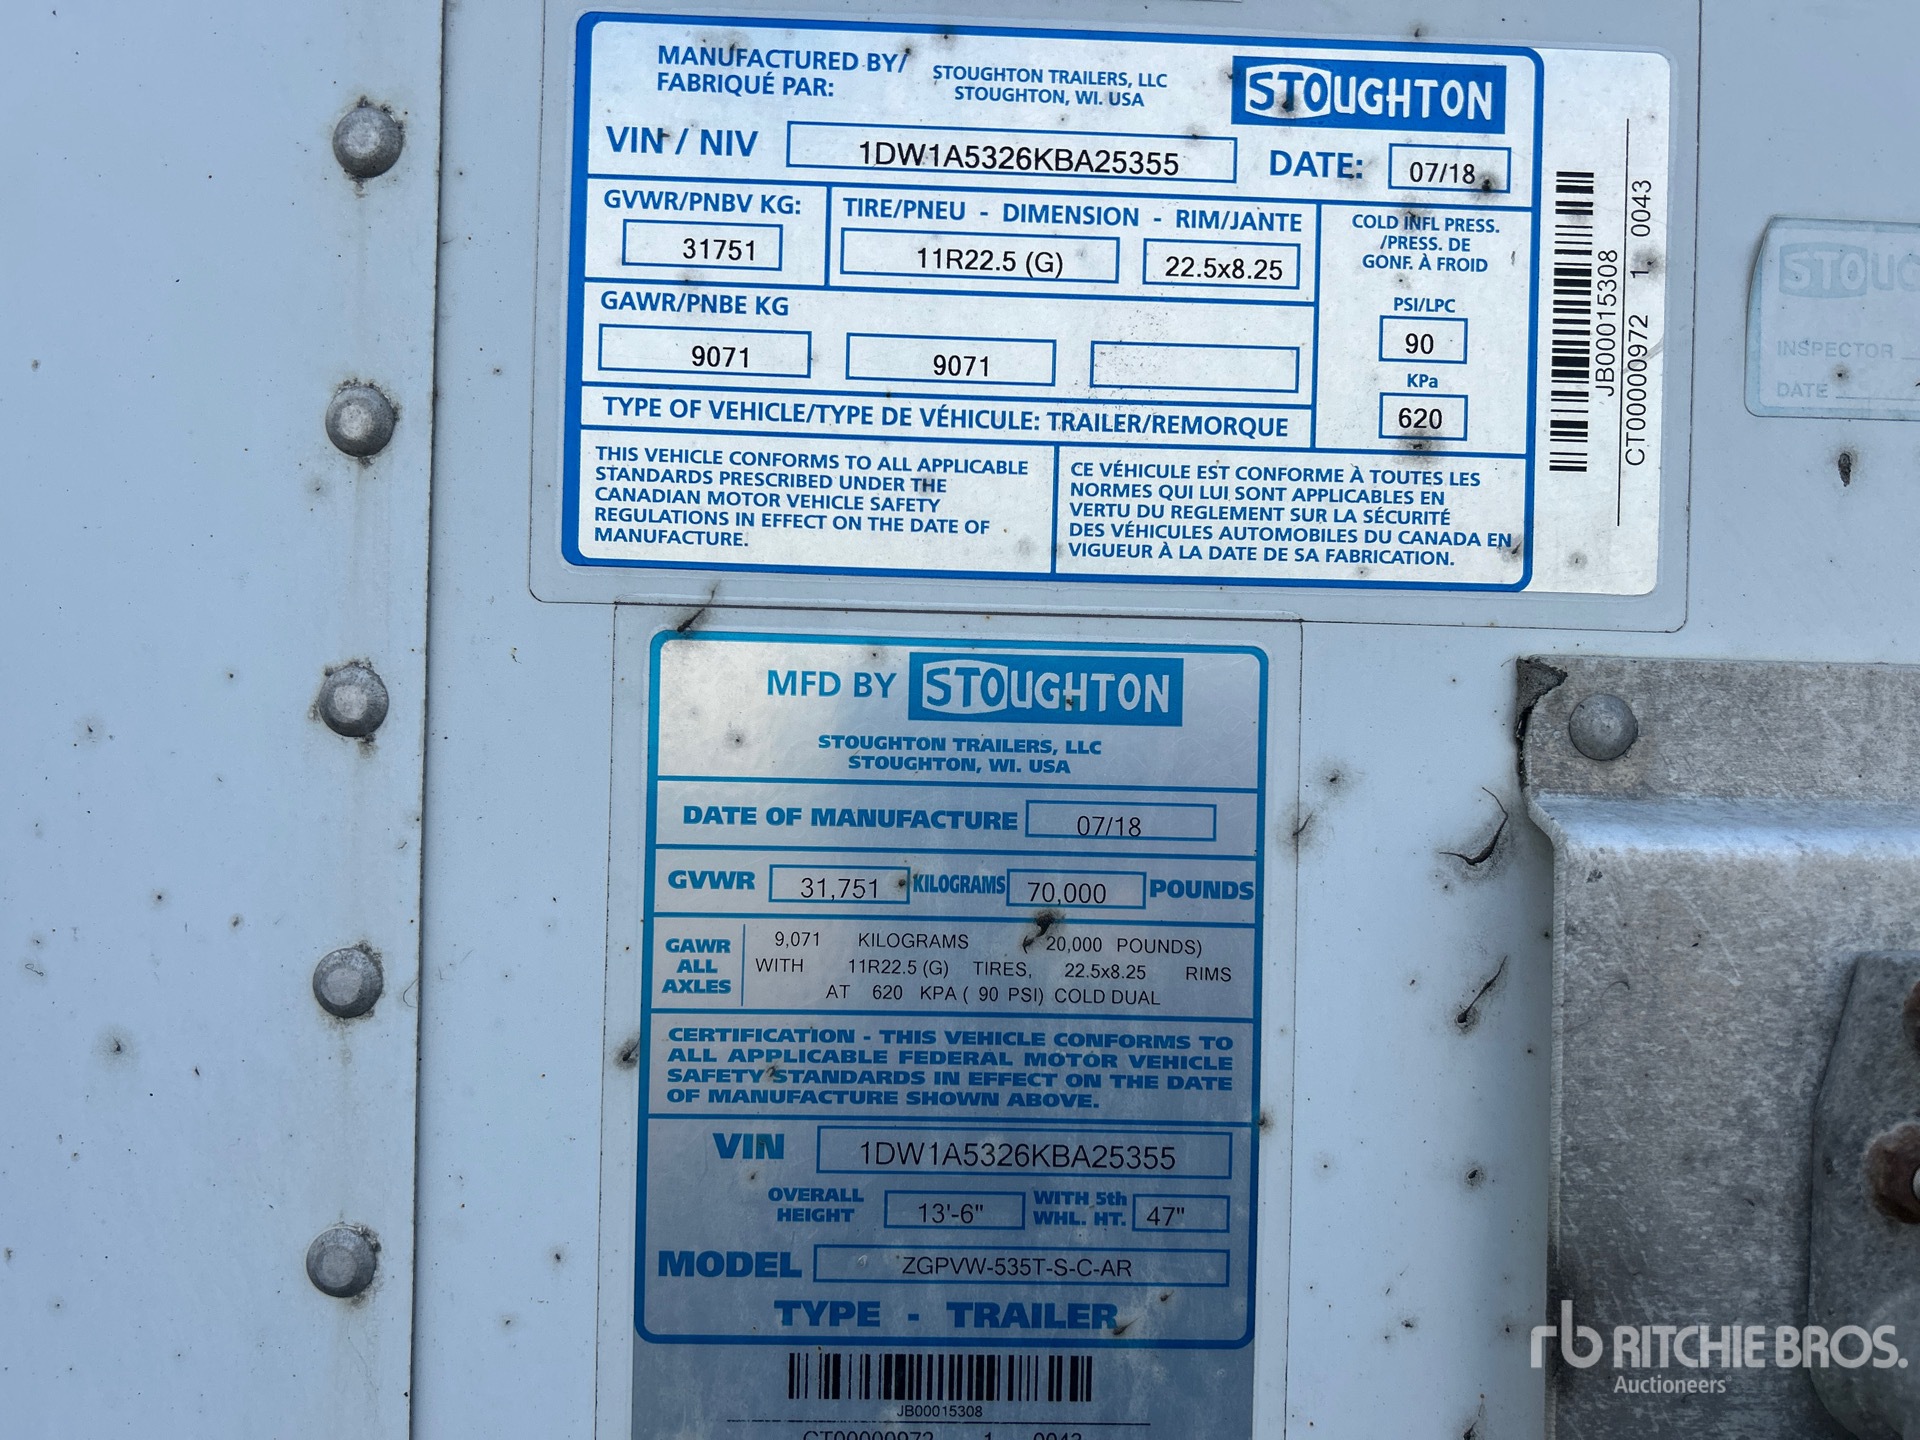 MANUFACTURED BY/
FABRIQUÉ PAR:
STOUGHTON TRAILERS, LLC
STOUGHTON, WI. USA
STOUGHTON
VIN / NIV 1DW1A5326KBA25355 DATE: 07/18
GVWR/PNBV KG:
31751
TIRE/PNEU - DIMENSION - RIM/JANTE
11R22.5 (G) 22.5x8.25
COLD INFL PRESS.
/PRESS. DE
GONF. À FROID
PSI/LPC
90
KPa
620
GAWR/PNBE KG
9071 9071
TYPE OF VEHICLE/TYPE DE VÉHICULE: TRAILER/REMORQUE
THIS VEHICLE CONFORMS TO ALL APPLICABLE
STANDARDS PRESCRIBED UNDER THE
CANADIAN MOTOR VEHICLE SAFETY
REGULATIONS IN EFFECT ON THE DATE OF
MANUFACTURE.
CE VÉHICULE EST CONFORME À TOUTES LES
NORMES QUI LUI SONT APPLICABLES EN
VERTU DU REGLEMENT SUR LA SÉCURITÉ
DES VÉHICULES AUTOMOBILES DU CANADA EN
VIGUEUR À LA DATE DE SA FABRICATION.
JB00015308
CT00000972 1 0043
INSPECTOR
DATE
MFD BY STOUGHTON
STOUGHTON TRAILERS, LLC
STOUGHTON, WI. USA
DATE OF MANUFACTURE 07/18
GVWR 31,751 KILOGRAMS 70,000 POUNDS
GAWR
ALL
AXLES
9,071 KILOGRAMS ( 20,000 POUNDS)
WITH 11R22.5 (G) TIRES, 22.5x8.25 RIMS
AT 620 KPA ( 90 PSI) COLD DUAL
CERTIFICATION - THIS VEHICLE CONFORMS TO
ALL APPLICABLE FEDERAL MOTOR VEHICLE
SAFETY STANDARDS IN EFFECT ON THE DATE
OF MANUFACTURE SHOWN ABOVE.
VIN 1DW1A5326KBA25355
OVERALL
HEIGHT
13'-6"
WITH 5th
WHL. HT.
47"
MODEL ZGPVW-535T-S-C-AR
TYPE - TRAILER
JB00015308
CT00000972 1 0043
rb RITCHIE BROS.
Auctioneers